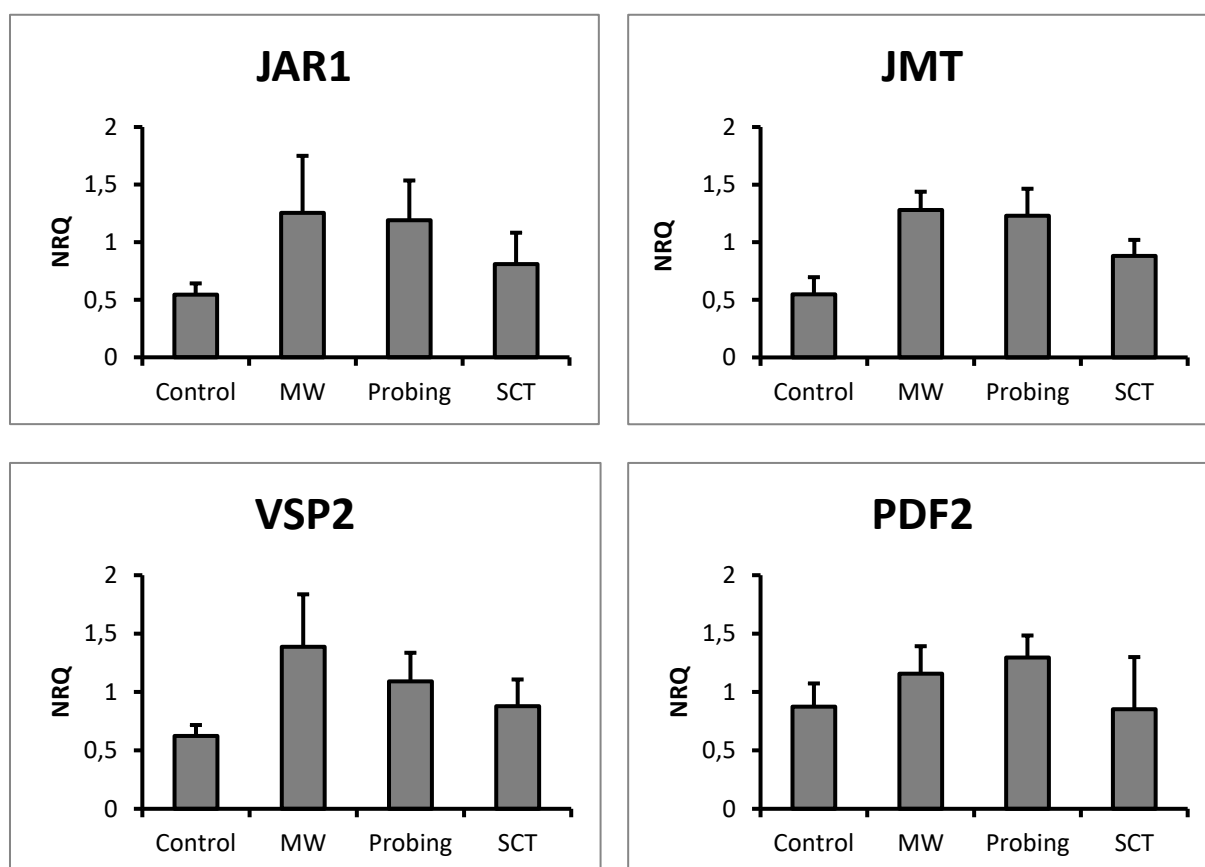 JAR1
2
1,5
1
0,5
0
NRQ
Control MW Probing SCT
JMT
2
1,5
1
0,5
0
NRQ
Control MW Probing SCT
VSP2
2
1,5
1
0,5
0
NRQ
Control MW Probing SCT
PDF2
2
1,5
1
0,5
0
NRQ
Control MW Probing SCT